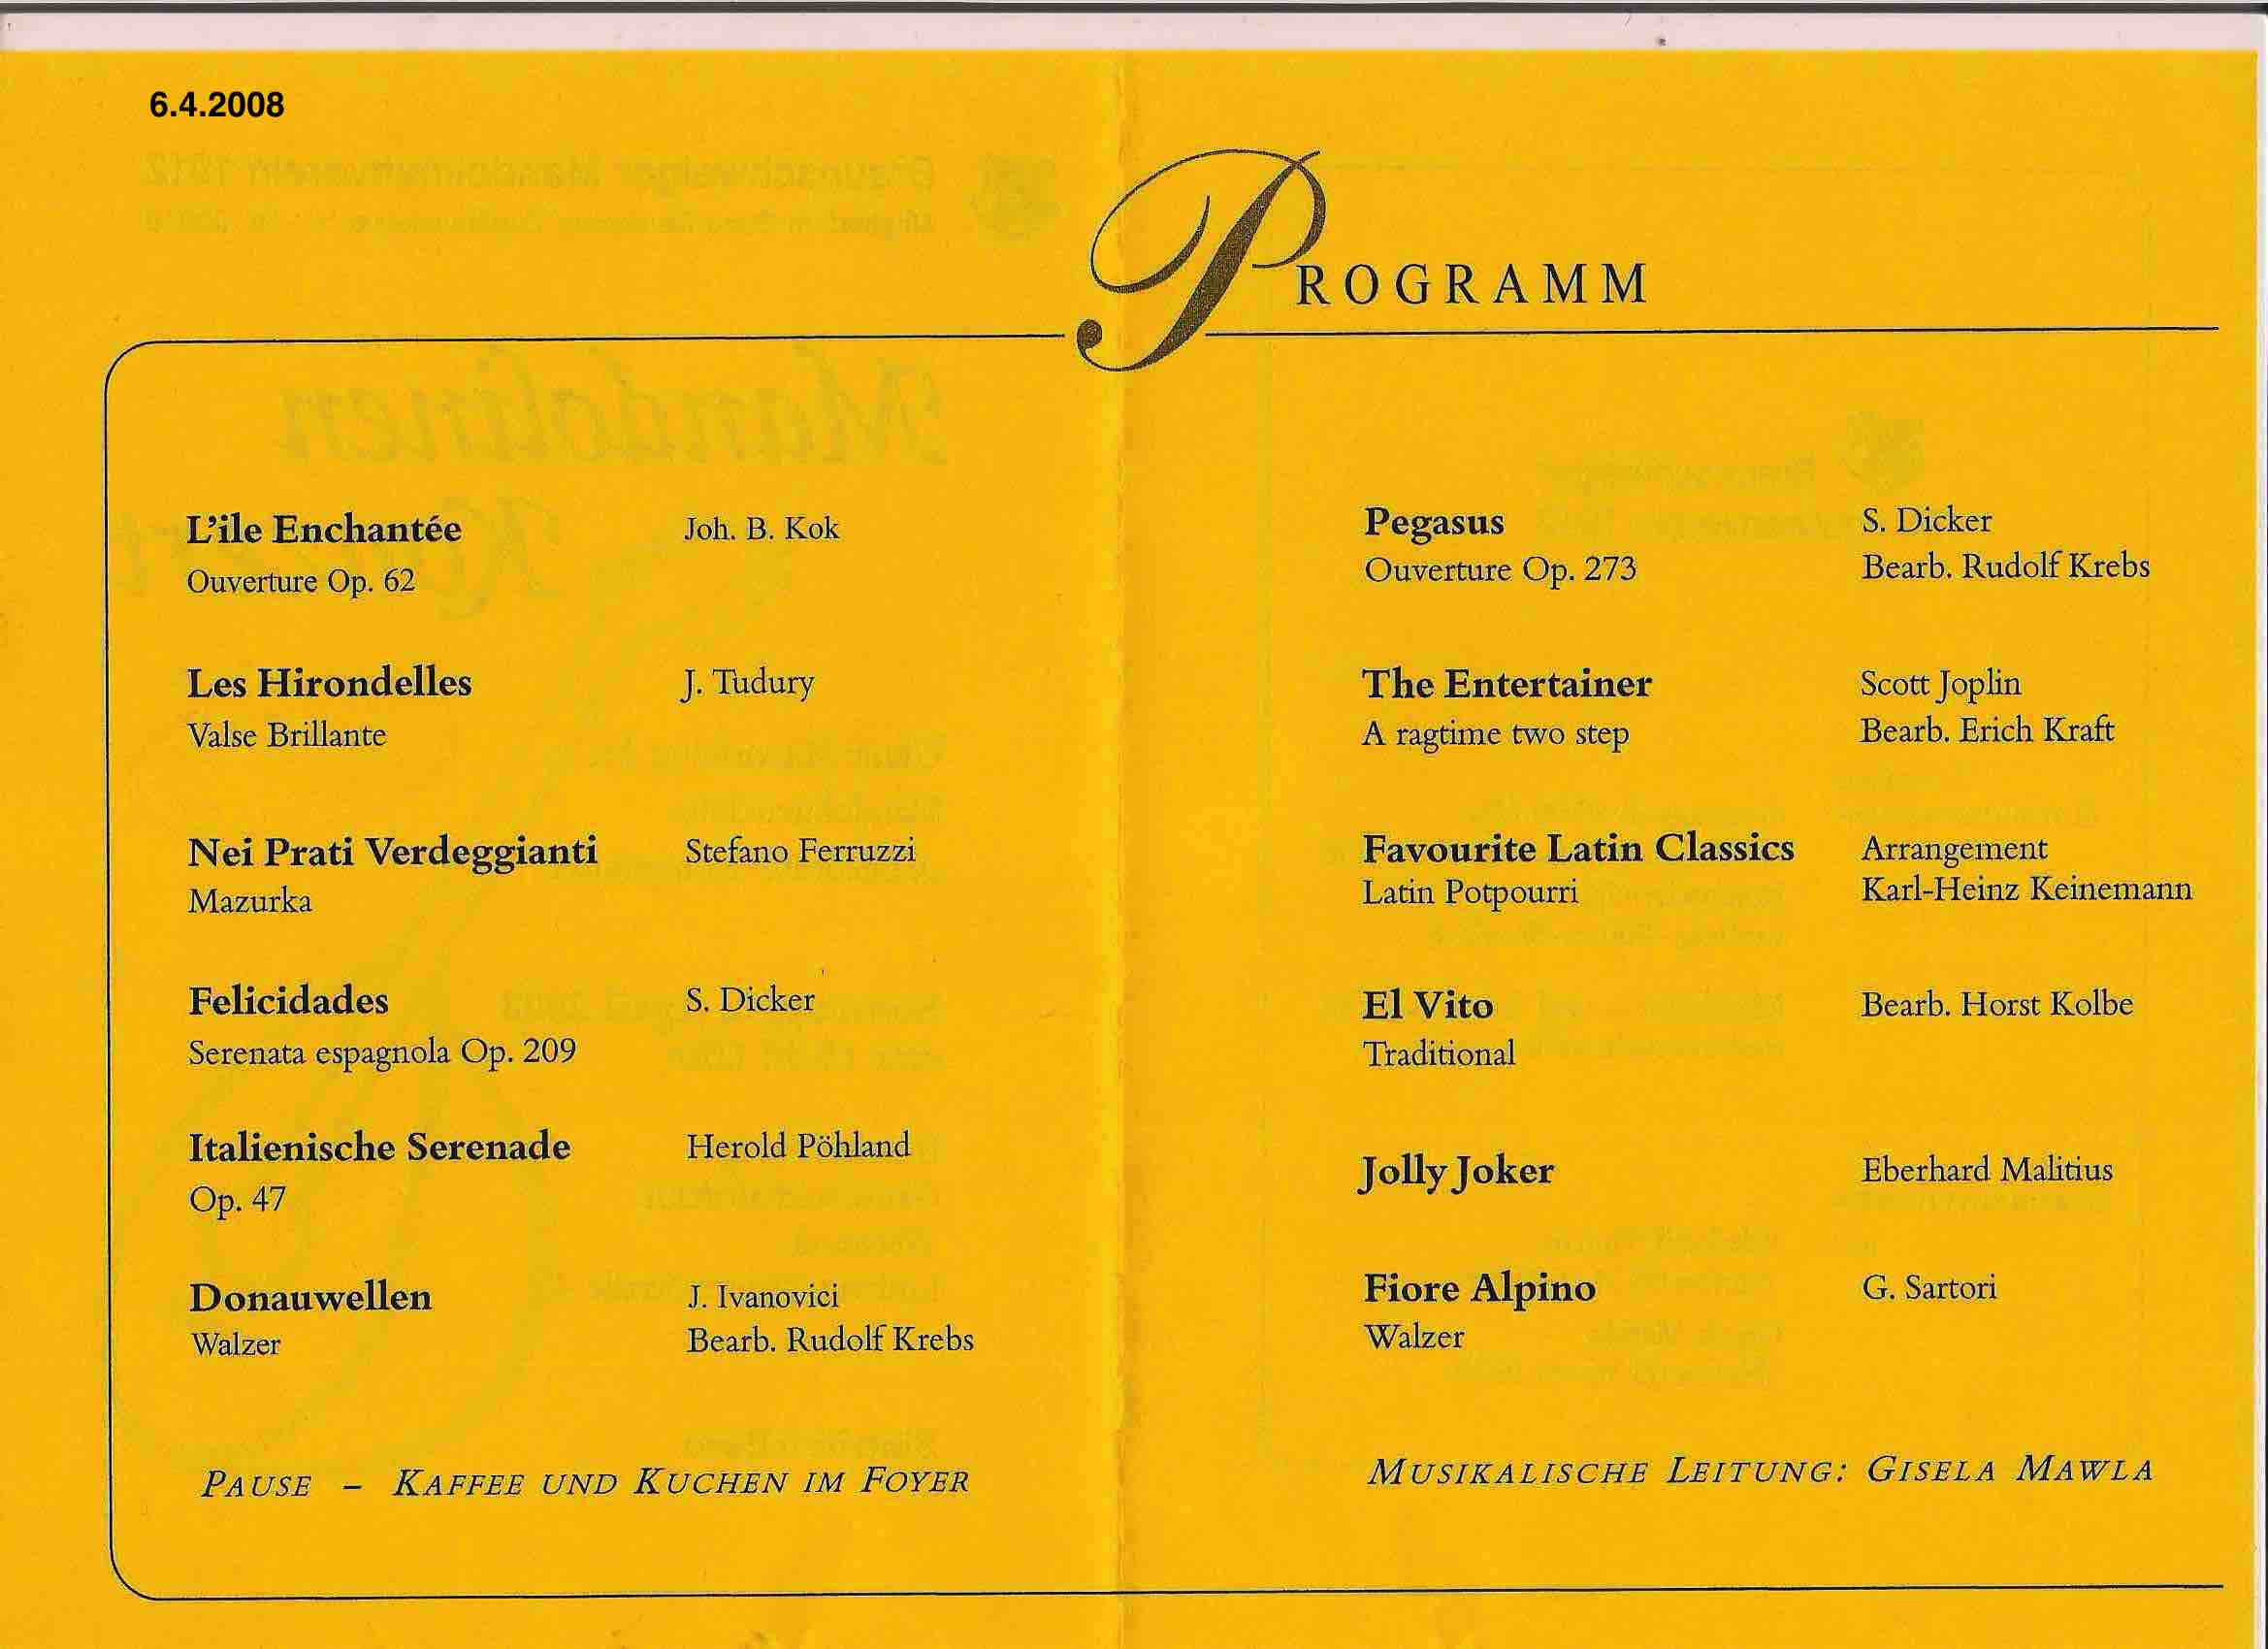 6.4.2008
PROGRAMM
L'ile Enchantée Joh. B. Kok
Ouverture Op. 62
Les Hirondelles J. Tudury
Valse Brillante
Nei Prati Verdeggianti Stefano Ferruzzi
Mazurka
Felicidades S. Dicker
Serenata espagnola Op. 209
Italienische Serenade Herold Pöhland
Op. 47
Donauwellen J. Ivanovici
Walzer Bearb. Rudolf Krebs
PAUSE – KAFFEE UND KUCHEN IM FOYER
Pegasus S. Dicker
Ouverture Op. 273 Bearb. Rudolf Krebs
The Entertainer Scott Joplin
A ragtime two step Bearb. Erich Kraft
Favourite Latin Classics Arrangement
Latin Potpourri Karl-Heinz Keinemann
El Vito Bearb. Horst Kolbe
Traditional
Jolly Joker Eberhard Malitius
Fiore Alpino G. Sartori
Walzer
MUSIKALISCHE LEITUNG: GISELA MAWLA